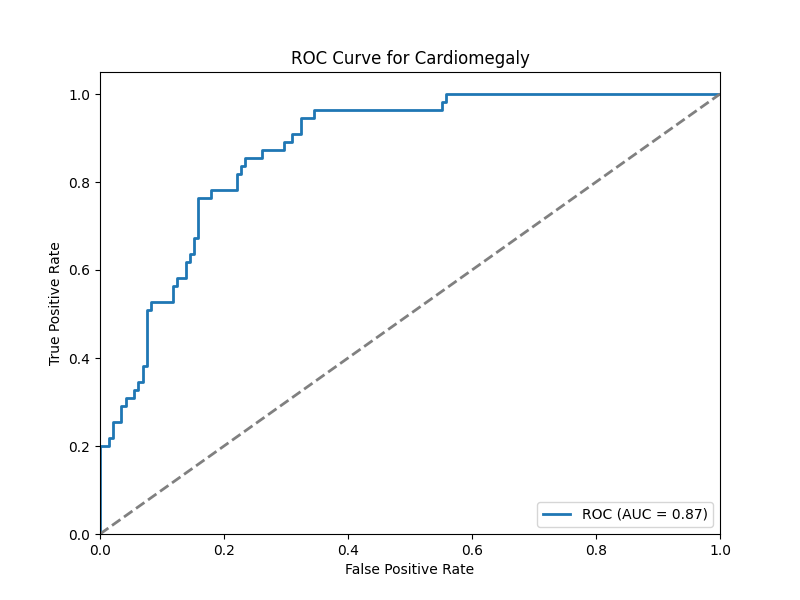 ROC Curve for Cardiomegaly
True Positive Rate
1.0
0.8
0.6
0.4
0.2
0.0
ROC (AUC = 0.87)
0.0 0.2 0.4 0.6 0.8 1.0
False Positive Rate